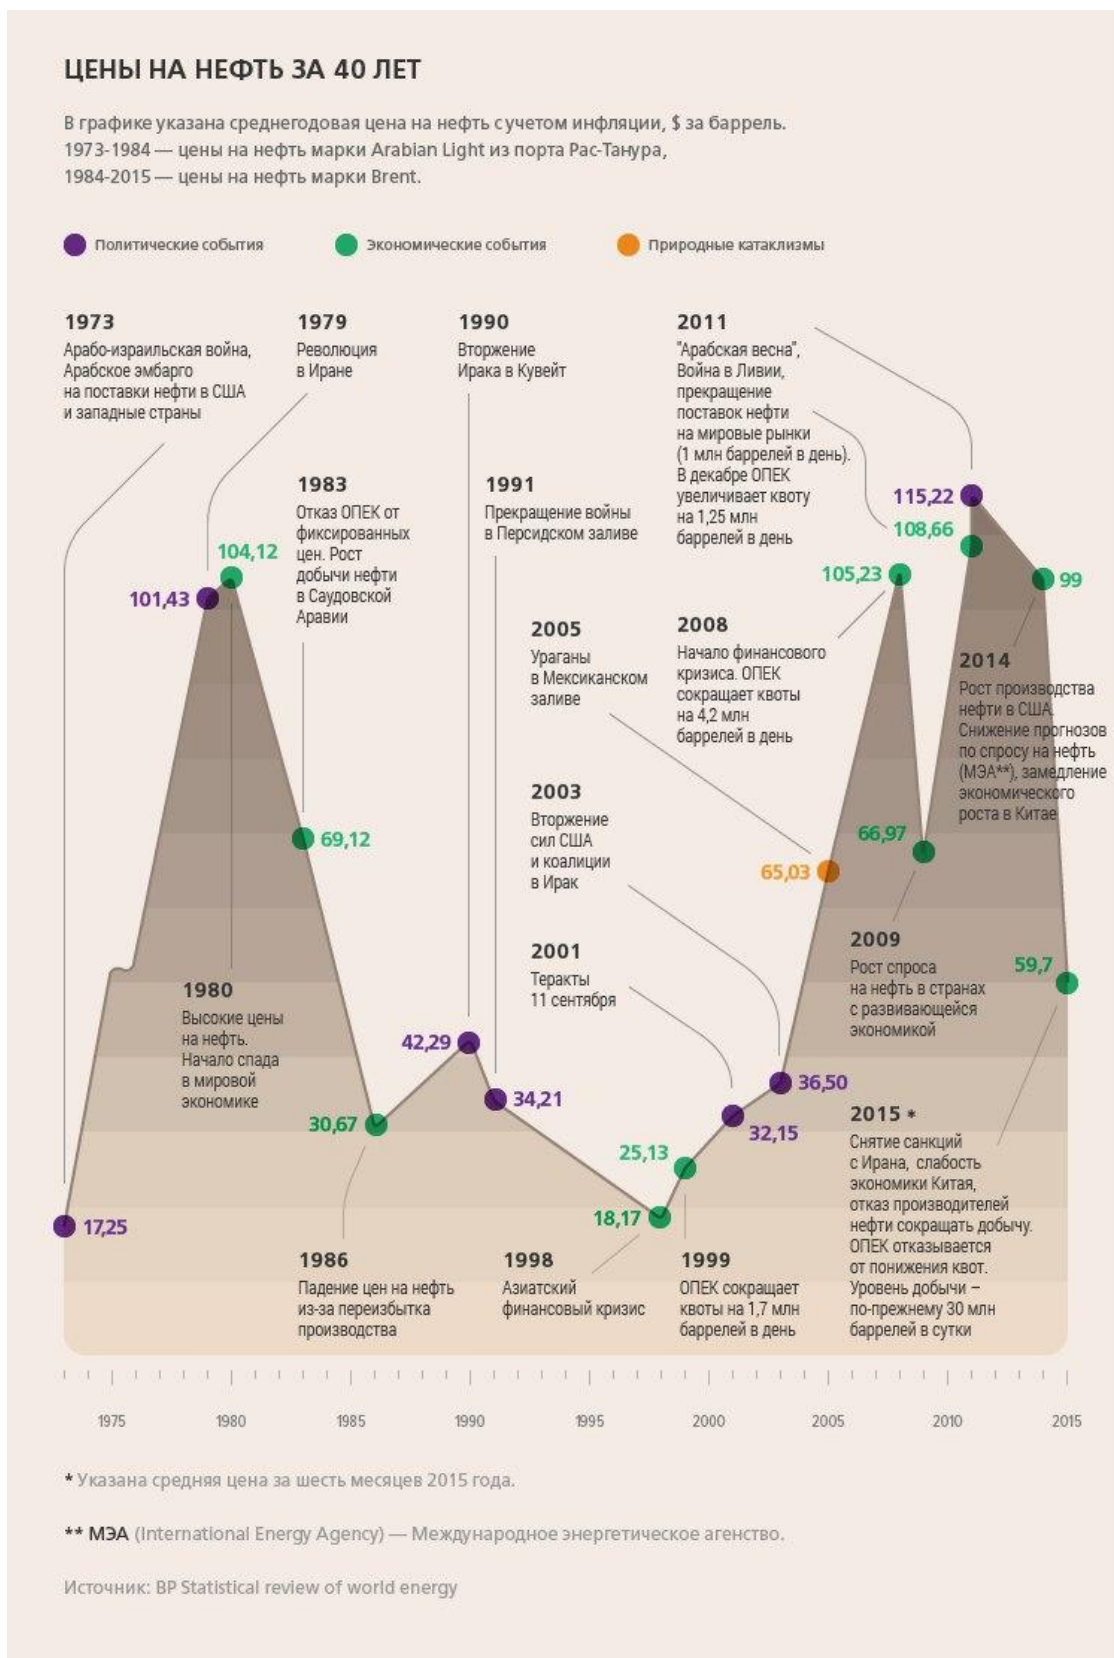 ЦЕНЫ НА НЕФТЬ ЗА 40 ЛЕТ
В графике указана среднегодовая цена на нефть с учетом инфляции, $ за баррель.
1973-1984 — цены на нефть марки Arabian Light из порта Рас-Танура,
1984-2015 — цены на нефть марки Brent.
Политические события
Экономические события
Природные катаклизмы
1973
Арабо-израильская война,
Арабское эмбарго
на поставки нефти в США
и западные страны
1979
Революция
в Иране
1990
Вторжение
Ирака в Кувейт
2011
"Арабская весна",
Война в Ливии,
прекращение
поставок нефти
на мировые рынки
(1 млн баррелей в день).
В декабре ОПЕК
увеличивает квоту
на 1,25 млн
баррелей в день
1983
Отказ ОПЕК от
фиксированных
цен. Рост
добычи нефти
в Саудовской
Аравии
1991
Прекращение войны
в Персидском заливе
115,22
108,66
104,12
101,43
105,23
99
2005
Ураганы
в Мексиканском
заливе
2008
Начало финансового
кризиса. ОПЕК
сокращает квоты
на 4,2 млн
баррелей в день
2014
Рост производства
нефти в США.
Снижение прогнозов
по спросу на нефть
(МЭА**), замедление
экономического
роста в Китае
2003
Вторжение
сил США
и коалиции
в Ирак
69,12
66,97
65,03
2001
Теракты
11 сентября
2009
Рост спроса
на нефть в странах
с развивающейся
экономикой
59,7
1980
Высокие цены
на нефть.
Начало спада
в мировой
экономике
42,29
34,21
36,50
32,15
30,67
25,13
18,17
17,25
2015 *
Снятие санкций
с Ирана, слабость
экономики Китая,
отказ производителей
нефти сокращать добычу.
ОПЕК отказывается
от понижения квот.
Уровень добычи –
по-прежнему 30 млн
баррелей в сутки
1986
Падение цен на нефть
из-за переизбытка
производства
1998
Азиатский
финансовый кризис
1999
ОПЕК сокращает
квоты на 1,7 млн
баррелей в день
1975 1980 1985 1990 1995 2000 2005 2010 2015
* Указана средняя цена за шесть месяцев 2015 года.
** МЭА (International Energy Agency) — Международное энергетическое агенство.
Источник: BP Statistical review of world energy